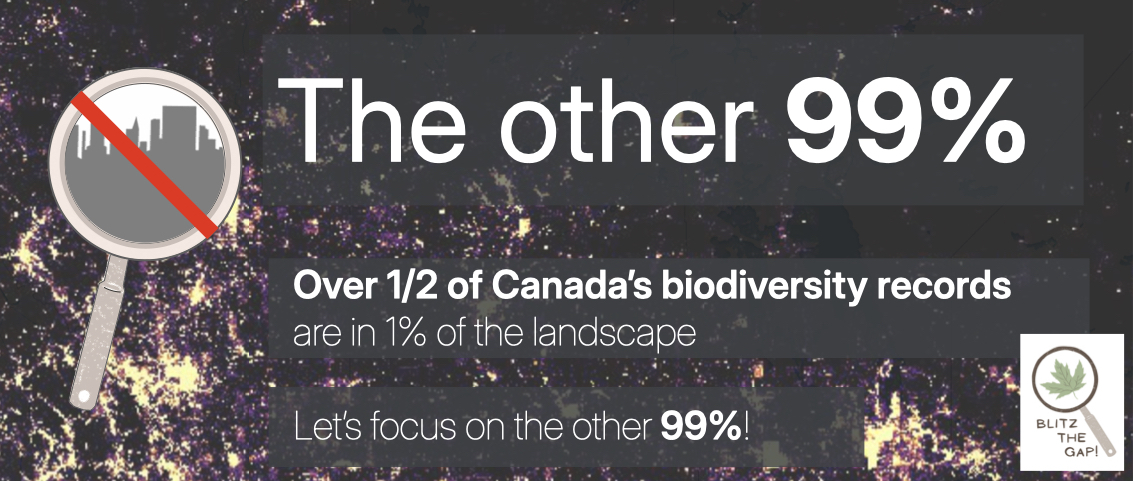 The other 99%
Over 1/2 of Canada's biodiversity records
are in 1% of the landscape
Let's focus on the other 99%!
BLITZ
THE
GAP!